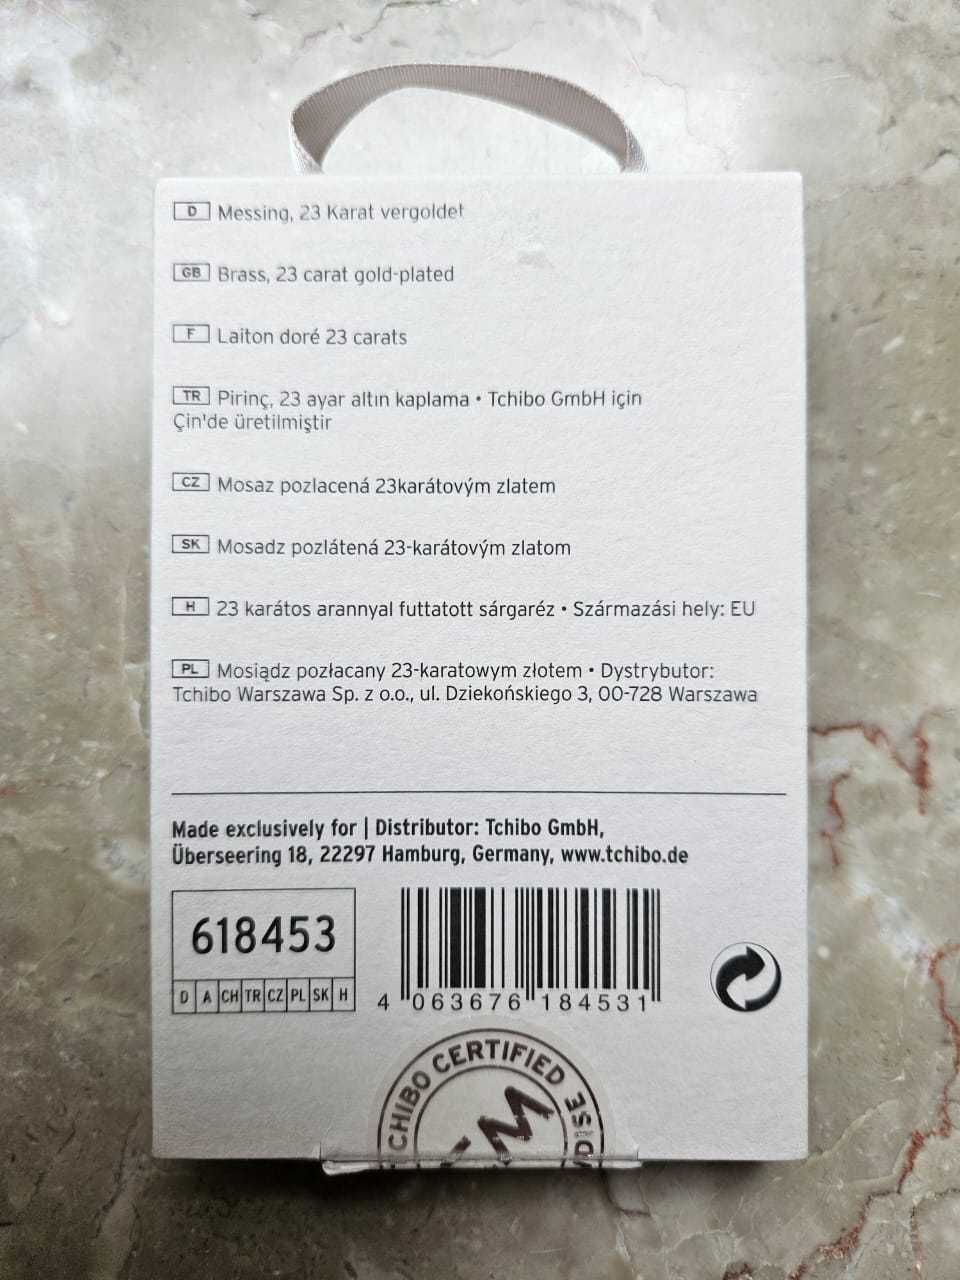 D Messing, 23 Karat vergoldet
GB Brass, 23 carat gold-plated
F Laiton doré 23 carats
TR Pirinç, 23 ayar altın kaplama • Tchibo GmbH için
Çin'de üretilmiştir
CZ Mosaz pozlacená 23karátovým zlatem
SK Mosadz pozlátená 23-karátovým zlatom
H 23 karátos arannyal futtatott sárgaréz • Származási hely: EU
PL Mosiądz pozłacany 23-karatowym złotem • Dystrybutor:
Tchibo Warszawa Sp. z o.o., ul. Dziekońskiego 3, 00-728 Warszawa
Made exclusively for | Distributor: Tchibo GmbH,
Überseering 18, 22297 Hamburg, Germany, www.tchibo.de
618453
D A CH TR CZ PL SK H
4 063676 184531
CHIBO CERTIFIED